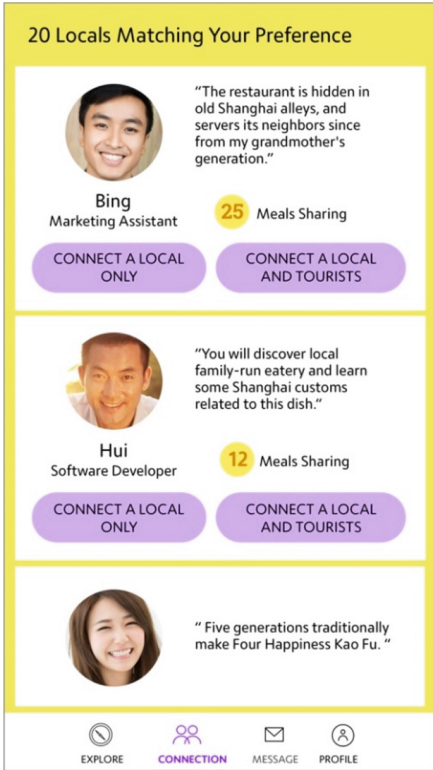 20 Locals Matching Your Preference
“The restaurant is hidden in
old Shanghai alleys, and
servers its neighbors since
from my grandmother's
generation.”
Bing
Marketing Assistant
25 Meals Sharing
CONNECT A LOCAL
ONLY
CONNECT A LOCAL
AND TOURISTS
“You will discover local
family-run eatery and learn
some Shanghai customs
related to this dish.”
Hui
Software Developer
12 Meals Sharing
CONNECT A LOCAL
ONLY
CONNECT A LOCAL
AND TOURISTS
“ Five generations traditionally
make Four Happiness Kao Fu. “
EXPLORE
CONNECTION
MESSAGE
PROFILE